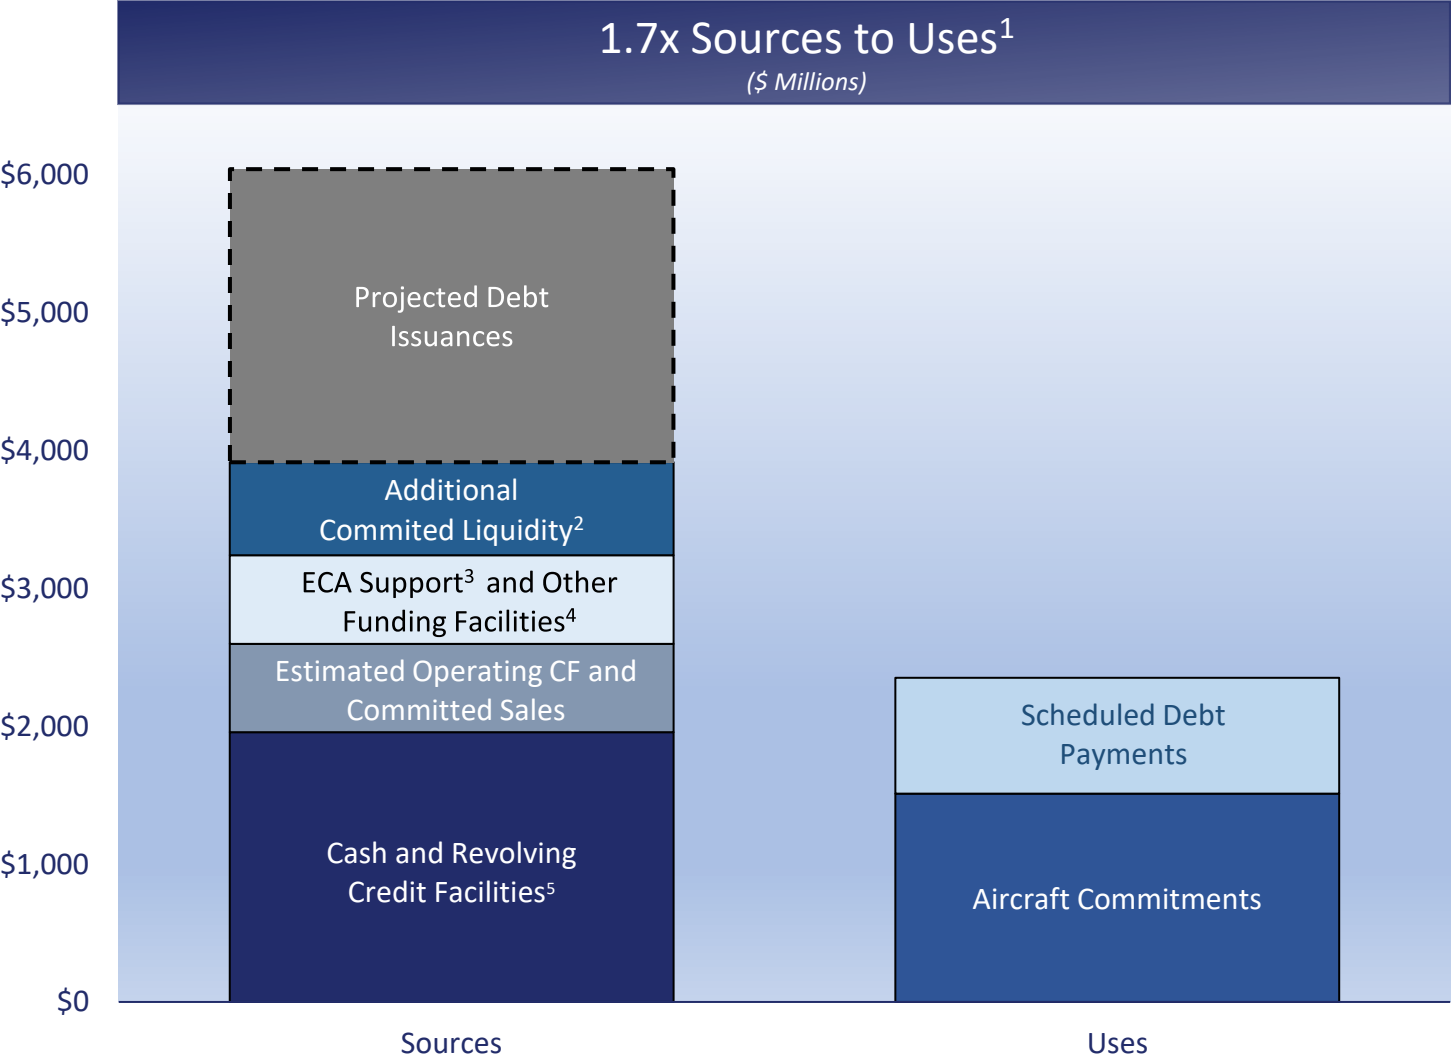 1.7x Sources to Uses¹
($ Millions)
$6,000
$5,000
$4,000
$3,000
$2,000
$1,000
$0
Projected Debt
Issuances
Additional
Commited Liquidity²
ECA Support³ and Other
Funding Facilities⁴
Estimated Operating CF and
Committed Sales
Cash and Revolving
Credit Facilities⁵
Scheduled Debt
Payments
Aircraft Commitments
Sources
Uses